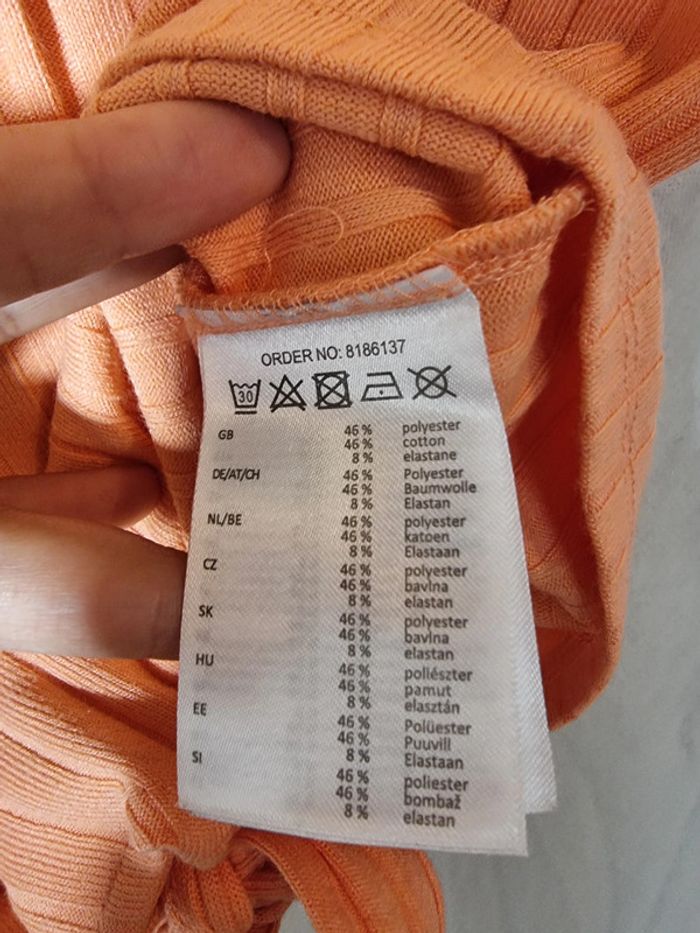 ORDER NO: 8186137
30
GB 46 % polyester
46 % cotton
8 % elastane
DE/AT/CH 46 % Polyester
46 % Baumwolle
8 % Elastan
NL/BE 46 % polyester
46 % katoen
8 % Elastaan
CZ 46 % polyester
46 % bavlna
8 % elastan
SK 46 % polyester
46 % bavlna
8 % elastan
HU 46 % poliészter
46 % pamut
8 % elasztán
EE 46 % Polüester
46 % Puuvill
8 % Elastaan
SI 46 % poliester
46 % bombaž
8 % elastan